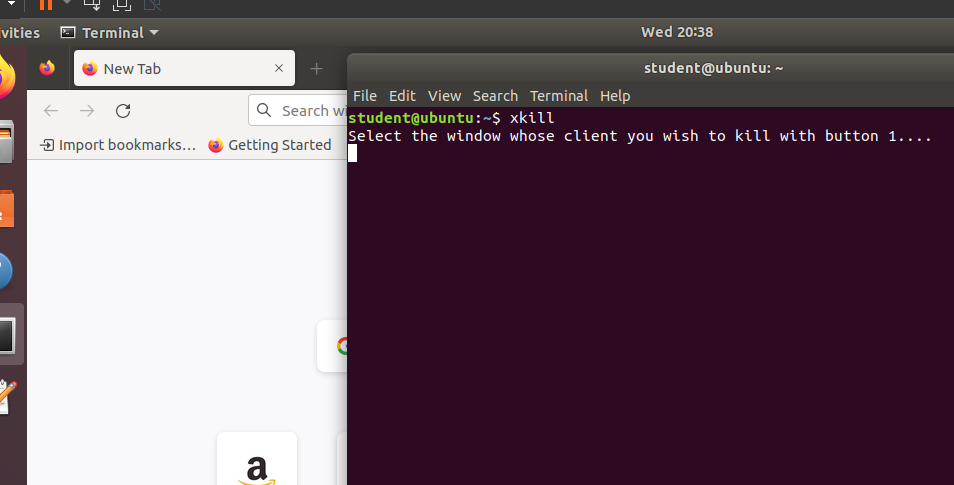 ivities
Terminal
Wed 20:38
New Tab
student@ubuntu: ~
File Edit View Search Terminal Help
Search wi
Import bookmarks...
Getting Started
student@ubuntu:~$ xkill
Select the window whose client you wish to kill with button 1....
a